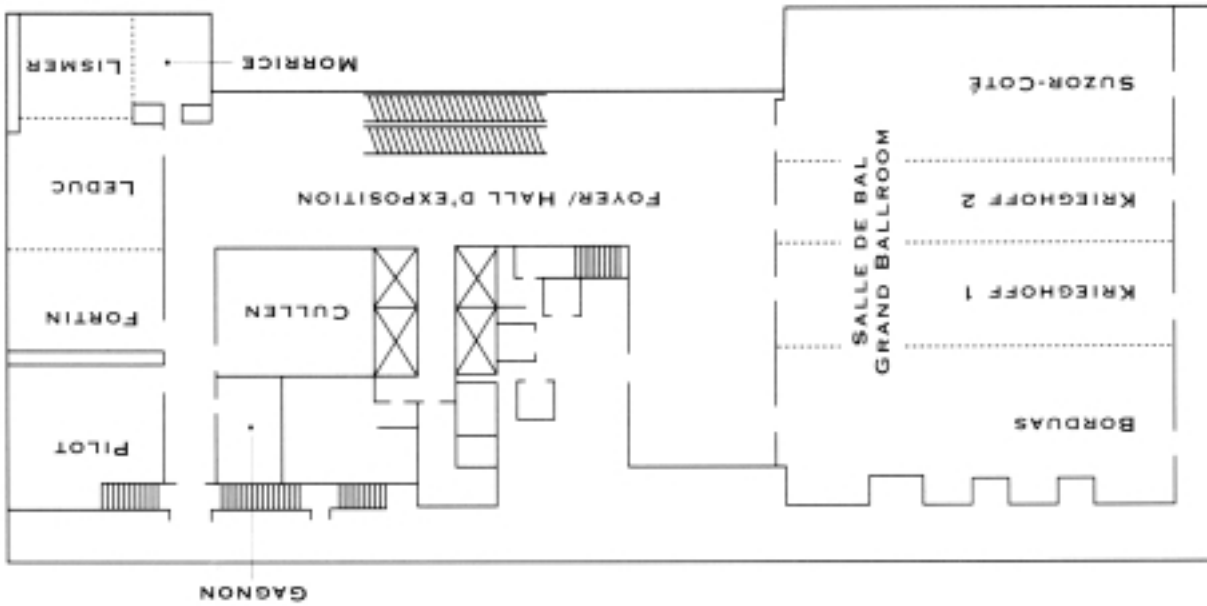 GAGNON
BORDUAS
PILOT
KRIEGHOFF 1
CULLEN
FORTIN
SALLE DE BAL
GRAND BALLROOM
KRIEGHOFF 2
FOYER/ HALL D'EXPOSITION
LEDUC
SUZOR-COTÉ
MORRICE
LISMER